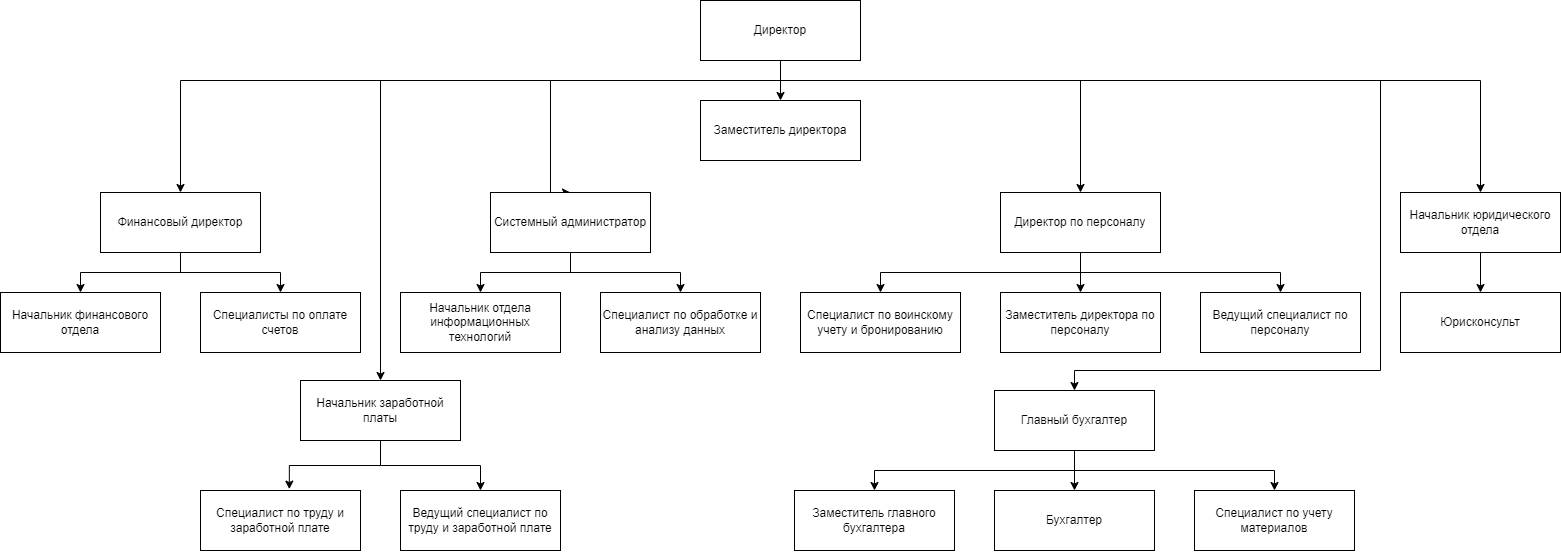 Директор
Заместитель директора
Финансовый директор
Системный администратор
Директор по персоналу
Начальник юридического
отдела
Начальник финансового
отдела
Специалисты по оплате
счетов
Начальник отдела
информационных
технологий
Специалист по обработке и
анализу данных
Специалист по воинскому
учету и бронированию
Заместитель директора по
персоналу
Ведущий специалист по
персоналу
Юрисконсульт
Начальник заработной
платы
Главный бухгалтер
Специалист по труду и
заработной плате
Ведущий специалист по
труду и заработной плате
Заместитель главного
бухгалтера
Бухгалтер
Специалист по учету
материалов